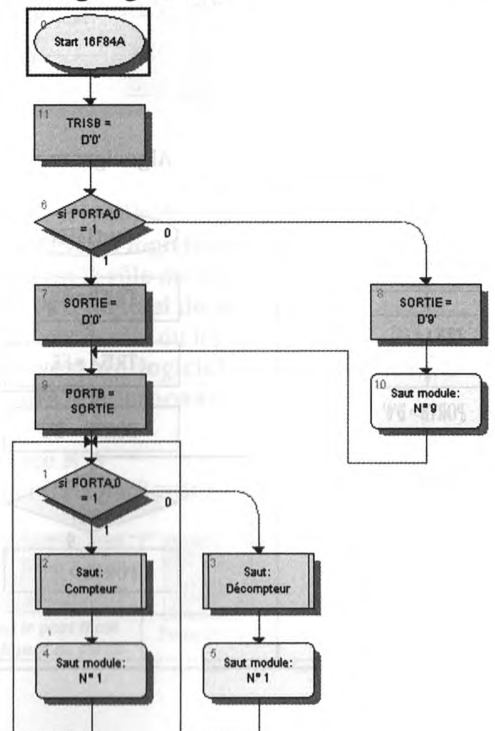 0
Start 16F84A
11
TRISB =
D'0'
6
si PORTA,0
= 1
0
1
7
SORTIE =
D'0'
8
SORTIE =
D'9'
9
PORTB =
SORTIE
10
Saut module:
N° 9
1
si PORTA,0
= 1
0
1
2
Saut:
Compteur
3
Saut:
Décompteur
4
Saut module:
N° 1
5
Saut module:
N° 1